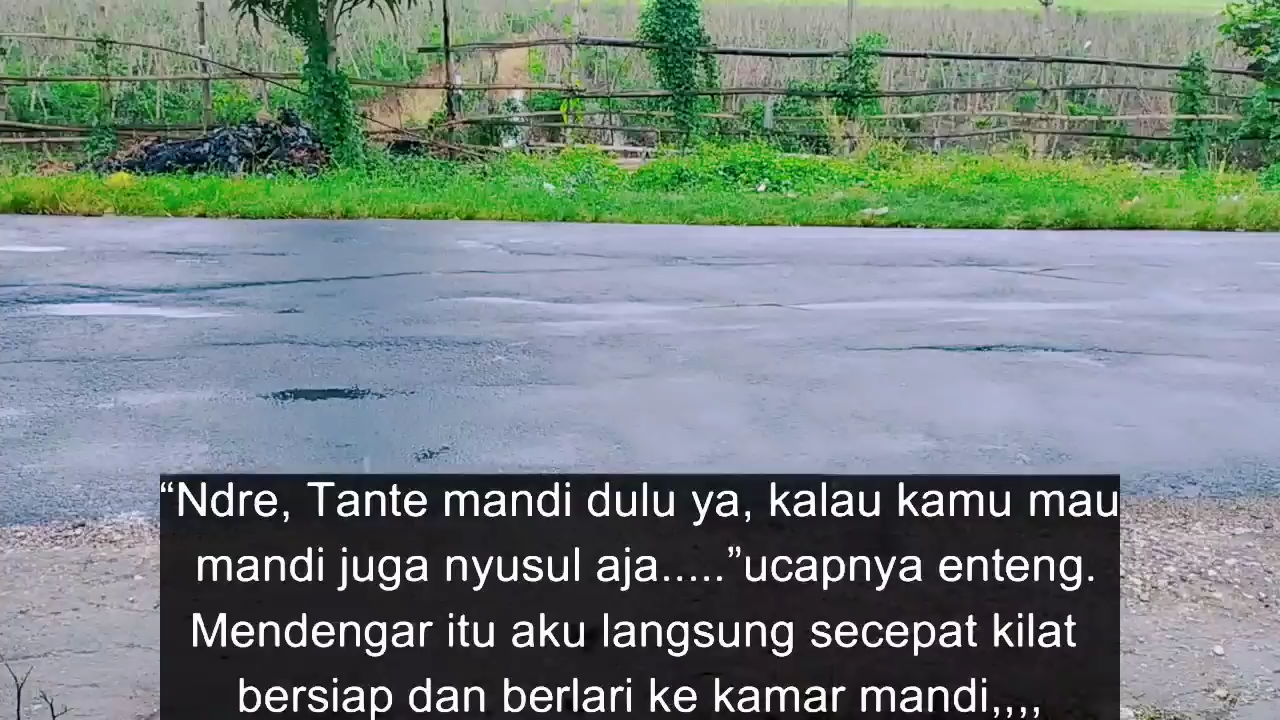 “Ndre, Tante mandi dulu ya, kalau kamu mau
mandi juga nyusul aja.....”ucapnya enteng.
Mendengar itu aku langsung secepat kilat
bersiap dan berlari ke kamar mandi,,,,